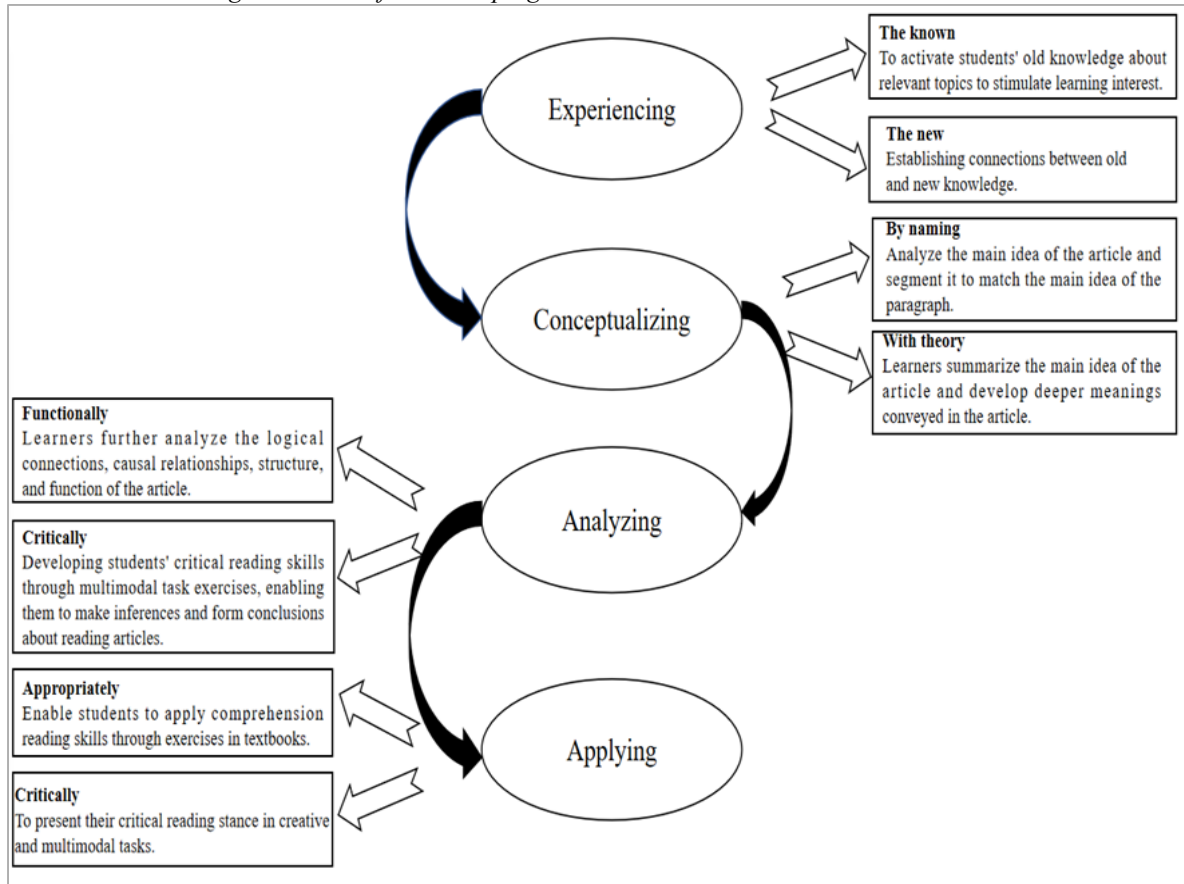 Experiencing
The known
To activate students' old knowledge about
relevant topics to stimulate learning interest.
The new
Establishing connections between old
and new knowledge.
Conceptualizing
By naming
Analyze the main idea of the article and
segment it to match the main idea of the
paragraph.
With theory
Learners summarize the main idea of the
article and develop deeper meanings
conveyed in the article.
Analyzing
Functionally
Learners further analyze the logical
connections, causal relationships, structure,
and function of the article.
Critically
Developing students' critical reading skills
through multimodal task exercises, enabling
them to make inferences and form conclusions
about reading articles.
Applying
Appropriately
Enable students to apply comprehension
reading skills through exercises in textbooks.
Critically
To present their critical reading stance in creative
and multimodal tasks.